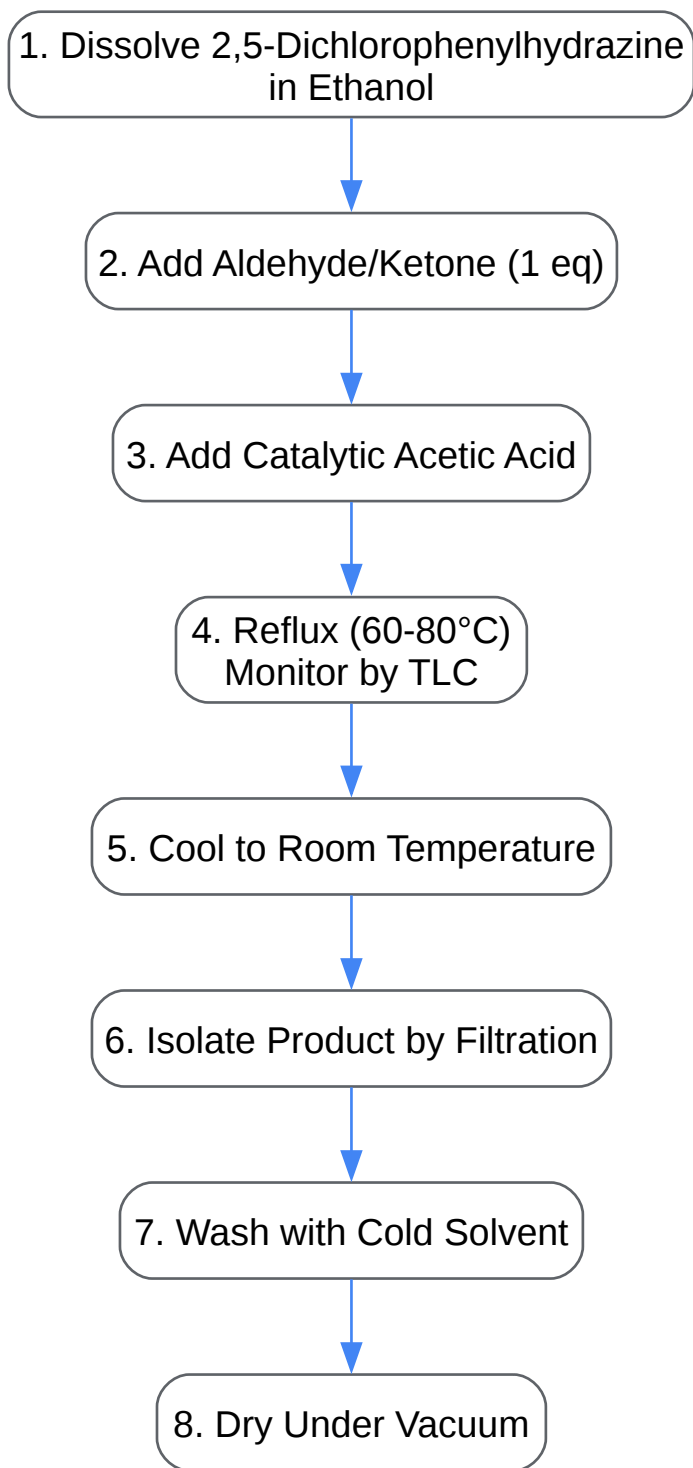 1. Dissolve 2,5-Dichlorophenylhydrazine
in Ethanol
2. Add Aldehyde/Ketone (1 eq)
3. Add Catalytic Acetic Acid
4. Reflux (60-80°C)
Monitor by TLC
5. Cool to Room Temperature
6. Isolate Product by Filtration
7. Wash with Cold Solvent
8. Dry Under Vacuum